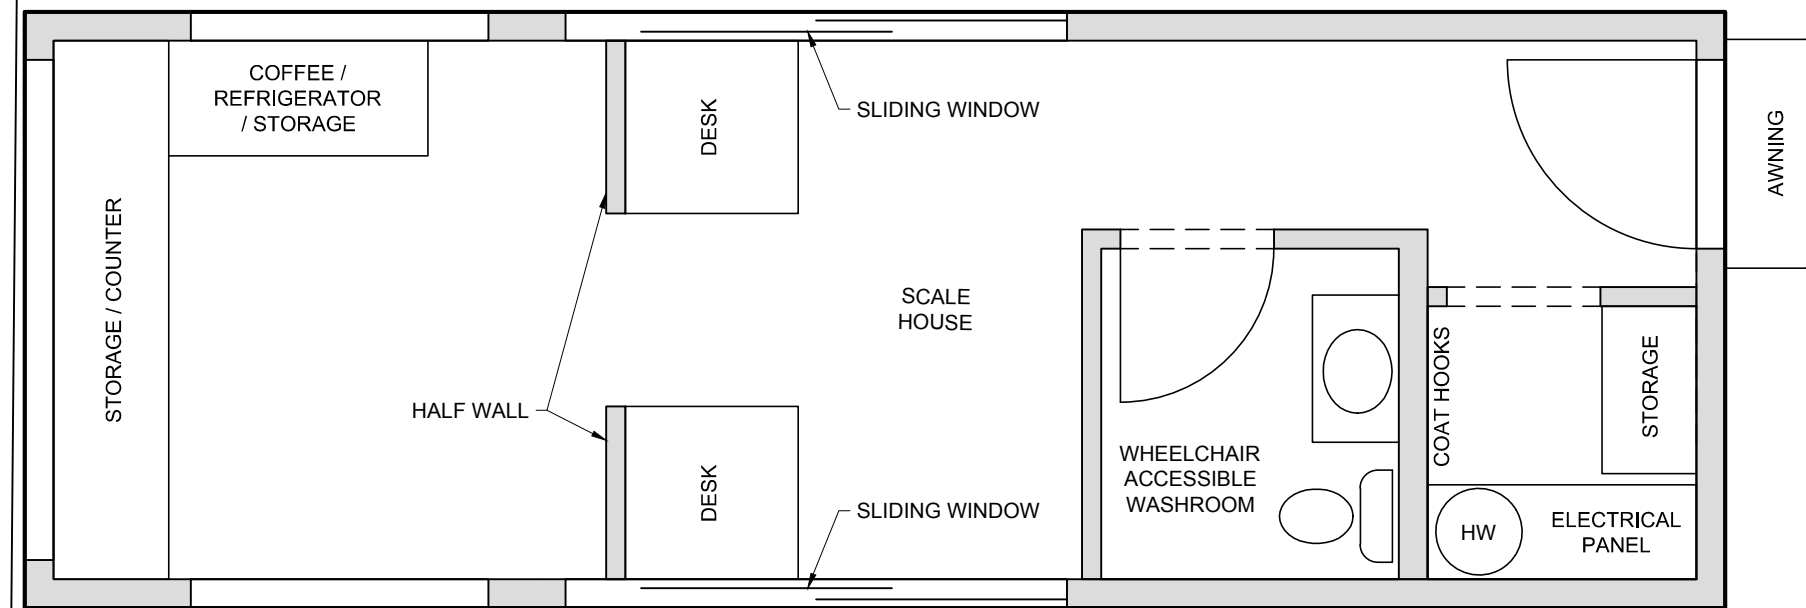 COFFEE /
REFRIGERATOR
/ STORAGE
STORAGE / COUNTER
DESK
SLIDING WINDOW
AWNING
SCALE
HOUSE
HALF WALL
DESK
SLIDING WINDOW
WHEELCHAIR
ACCESSIBLE
WASHROOM
COAT HOOKS
STORAGE
HW
ELECTRICAL
PANEL